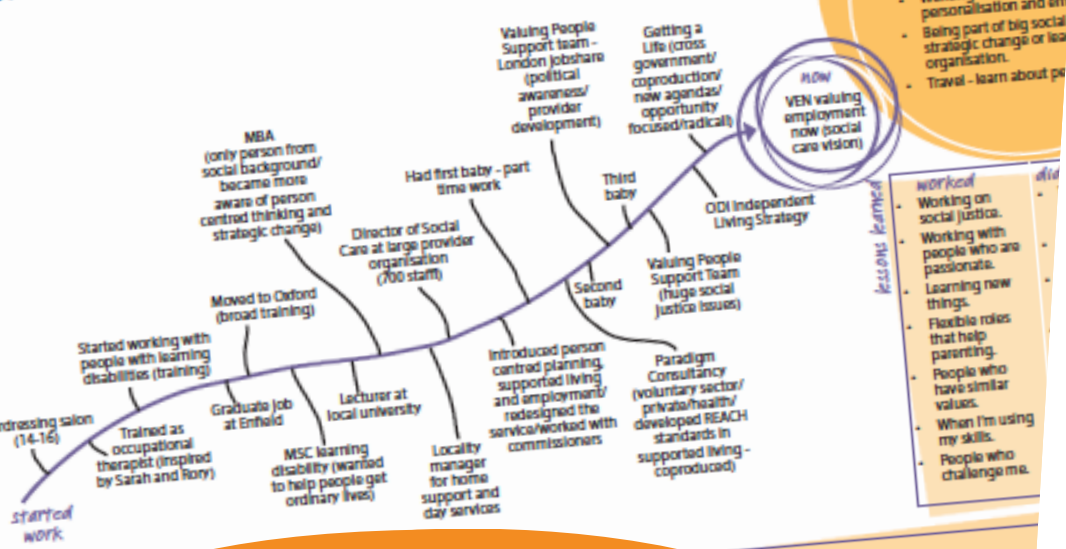 personalisation and
Being part of big social
strategic change or
organisation.
Travel - learn about
now
VEN valuing
employment
now (social
care vision)
Getting a
Life (cross
government/
coproduction/
new agendas/
opportunity
focused/radical)
Valuing People
Support team -
London Jobshare
(political
awareness/
provider
development)
MBA
(only person from
social background/
became more
aware of person
centred thinking and
strategic change)
Had first baby - part
time work
Third
baby
ODI Independent
Living Strategy
Director of Social
Care at large provider
organisation
(700 staff)
Valuing People
Support Team
(huge social
justice issues)
Second
baby
Moved to Oxford
(broad training)
Started working with
people with learning
disabilities (training)
Introduced person
centred planning,
supported living
and employment/
redesigned the
service/worked with
commissioners
Paradigm
Consultancy
(voluntary sector/
private/health/
developed REACH
standards in
supported living -
coproduced)
Lecturer at
local university
Graduate job
at Enfield
salon
(14-16)
Trained as
occupational
therapist (inspired
by Sarah and Rory)
MSC learning
disability (wanted
to help people get
ordinary lives)
Locality
manager
for home
support and
day services
started
work
lessons learned
worked
Working on
social justice.
Working with
people who are
passionate.
Learning new
things.
Flexible roles
that help
parenting.
People who
have similar
values.
When I'm using
my skills.
People who
challenge me.